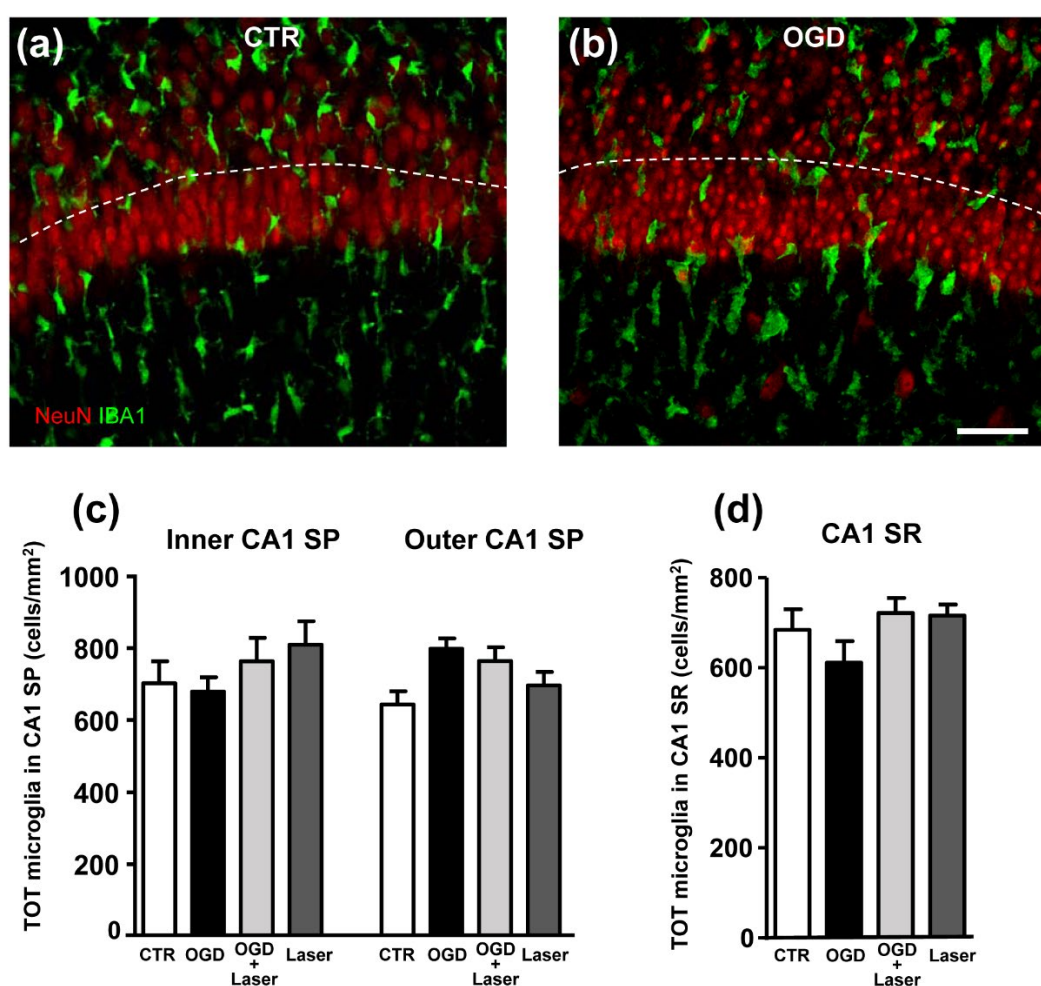 (a) CTR
(b) OGD
NeuN IBA1
(c)
Inner CA1 SP Outer CA1 SP
TOT microglia in CA1 SP (cells/mm²)
1000
800
600
400
200
0
CTR OGD OGD + Laser Laser CTR OGD OGD + Laser Laser
(d)
CA1 SR
TOT microglia in CA1 SR (cells/mm²)
800
600
400
200
0
CTR OGD OGD + Laser Laser